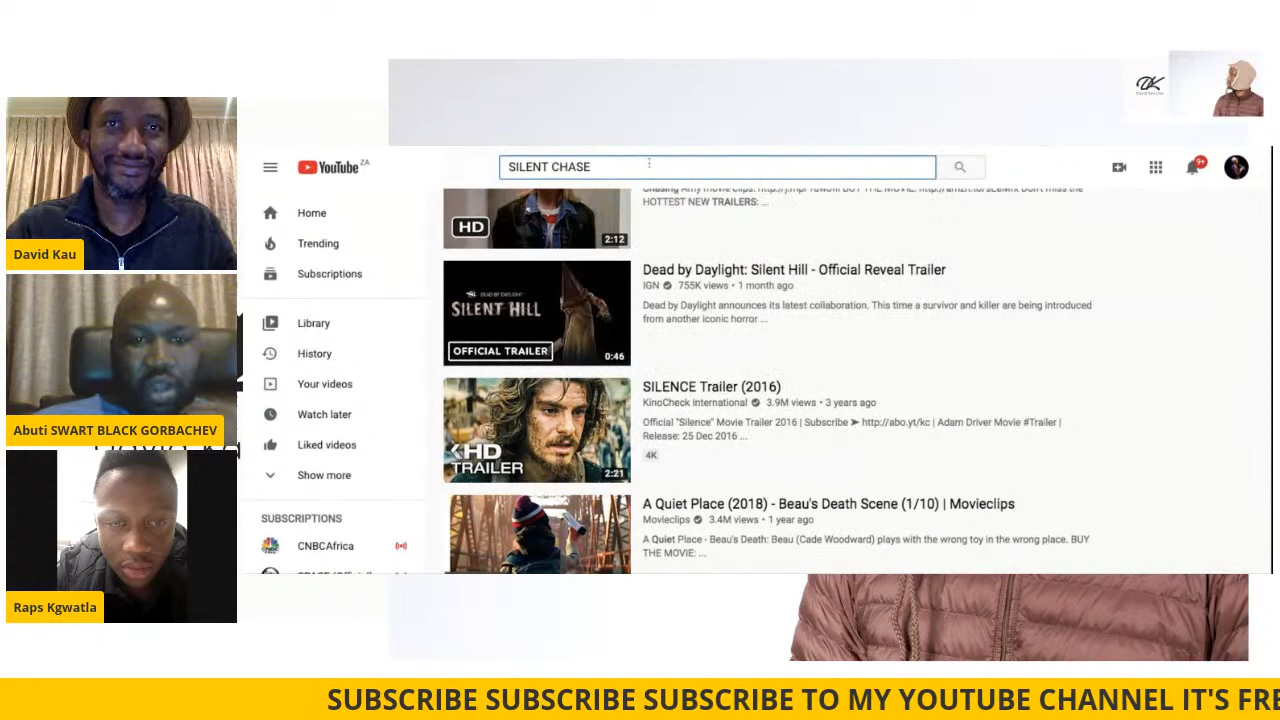 David Kau
Abuti SWART BLACK GORBACHEV
Raps Kgwatla
YouTube ZA
SILENT CHASE
9+
Home
Trending
Subscriptions
Library
History
Your videos
Watch later
Liked videos
Show more
SUBSCRIPTIONS
CNBCAfrica
HD
2:12
HOTTEST NEW TRAILERS: ...
DEAD BY DAYLIGHT
SILENT HILL
OFFICIAL TRAILER
0:46
Dead by Daylight: Silent Hill - Official Reveal Trailer
IGN 755K views • 1 month ago
Dead by Daylight announces its latest collaboration. This time a survivor and killer are being introduced
from another iconic horror ...
HD
TRAILER
2:21
SILENCE Trailer (2016)
KinoCheck International 3.9M views • 3 years ago
Official "Silence" Movie Trailer 2016 | Subscribe ➤ http://abo.yt/kc | Adam Driver Movie #Trailer |
Release: 25 Dec 2016 ...
4K
A Quiet Place (2018) - Beau's Death Scene (1/10) | Movieclips
Movieclips 3.4M views • 1 year ago
A Quiet Place - Beau's Death: Beau (Cade Woodward) plays with the wrong toy in the wrong place. BUY
THE MOVIE: ...
SUBSCRIBE SUBSCRIBE SUBSCRIBE TO MY YOUTUBE CHANNEL IT'S FRE